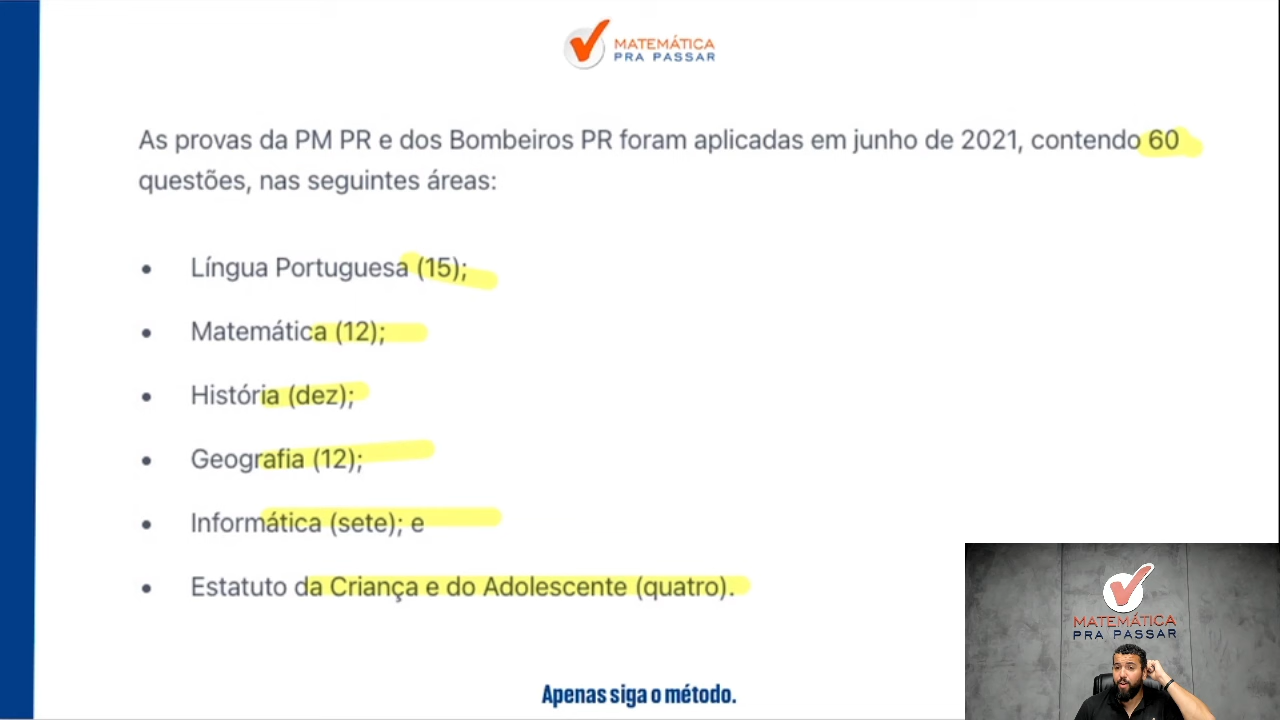 MATEMÁTICA
PRA PASSAR
As provas da PM PR e dos Bombeiros PR foram aplicadas em junho de 2021, contendo 60
questões, nas seguintes áreas:
• Língua Portuguesa (15);
• Matemática (12);
• História (dez);
• Geografia (12);
• Informática (sete); e
• Estatuto da Criança e do Adolescente (quatro).
MATEMÁTICA
PRA PASSAR
Apenas siga o método.